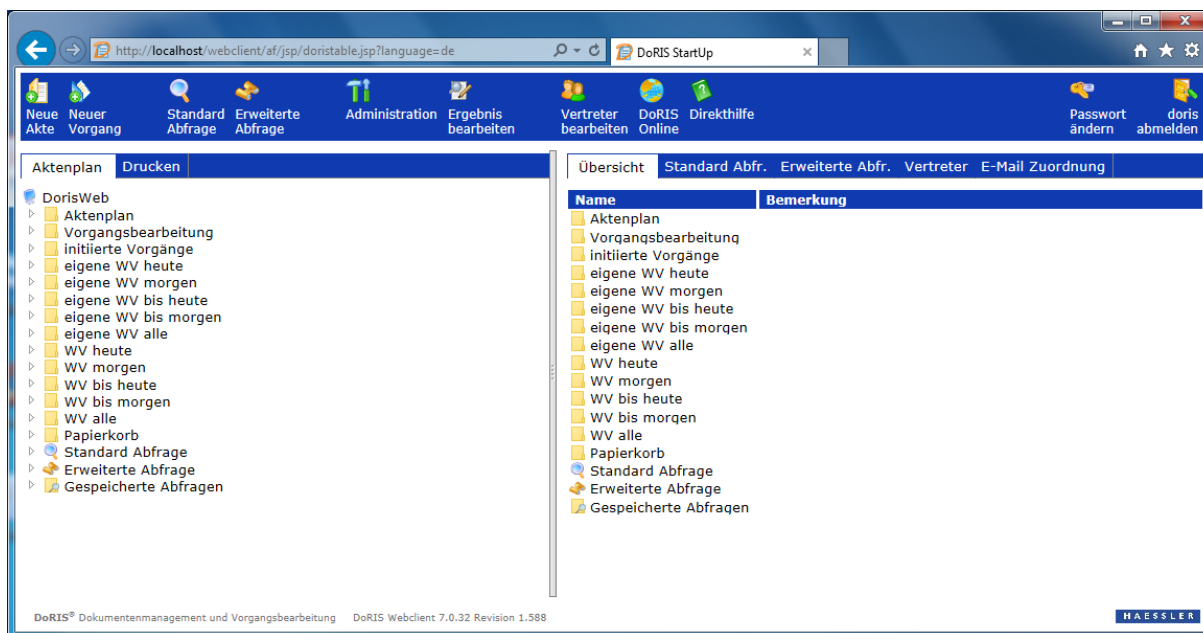 http://localhost/webclient/af/jsp/doristable.jsp?language=de
DoRIS StartUp
Neue Akte
Neuer Vorgang
Standard Abfrage
Erweiterte Abfrage
Administration
Ergebnis bearbeiten
Vertreter bearbeiten
DoRIS Online
Direkthilfe
Passwort ändern
doris abmelden
Aktenplan Drucken
DorisWeb
Aktenplan
Vorgangsbearbeitung
initiierte Vorgänge
eigene WV heute
eigene WV morgen
eigene WV bis heute
eigene WV bis morgen
eigene WV alle
WV heute
WV morgen
WV bis heute
WV bis morgen
WV alle
Papierkorb
Standard Abfrage
Erweiterte Abfrage
Gespeicherte Abfragen
Übersicht Standard Abfr. Erweiterte Abfr. Vertreter E-Mail Zuordnung
Name Bemerkung
Aktenplan
Vorgangsbearbeitung
initiierte Vorgänge
eigene WV heute
eigene WV morgen
eigene WV bis heute
eigene WV bis morgen
eigene WV alle
WV heute
WV morgen
WV bis heute
WV bis morgen
WV alle
Papierkorb
Standard Abfrage
Erweiterte Abfrage
Gespeicherte Abfragen
DoRIS® Dokumentenmanagement und Vorgangsbearbeitung DoRIS Webclient 7.0.32 Revision 1.588
HAESSLER